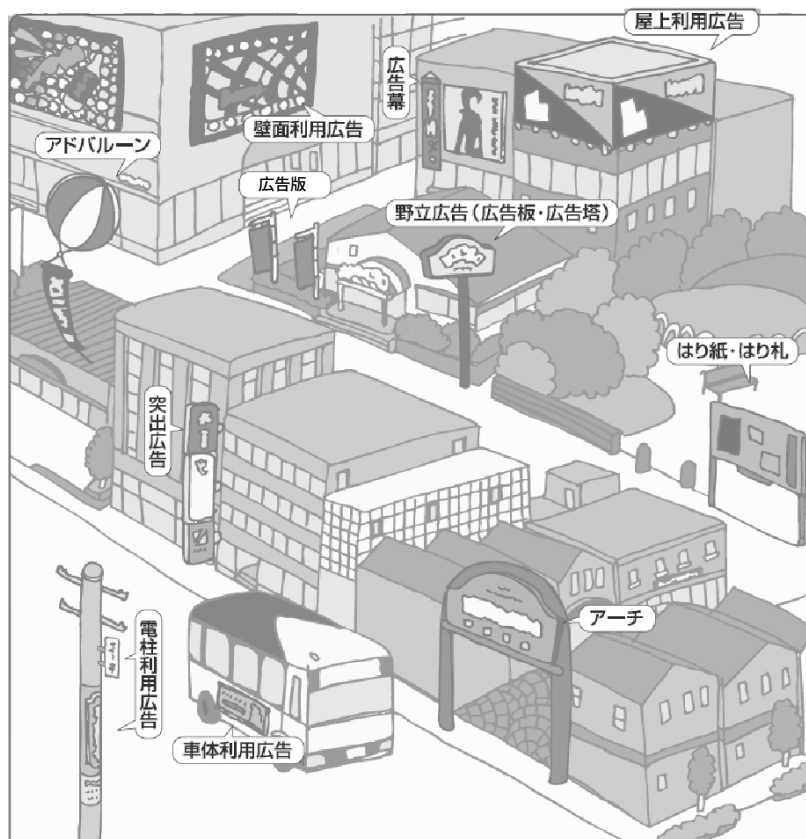 屋上利用広告
広告幕
壁面利用広告
アドバルーン
広告版
野立広告(広告板・広告塔)
はり紙・はり札
突出広告
アーチ
電柱利用広告
車体利用広告